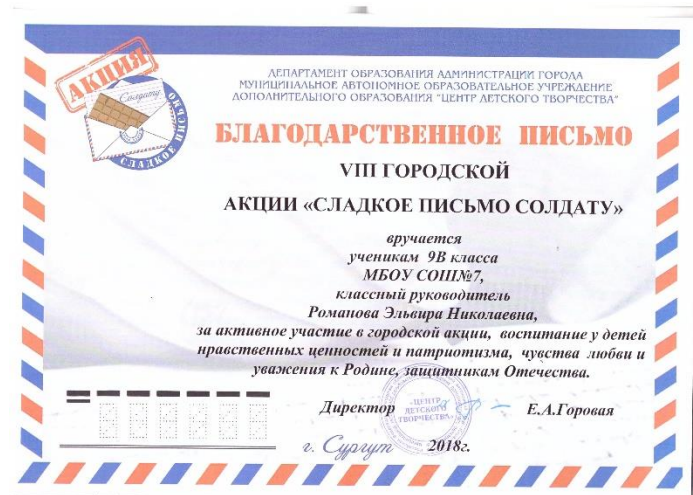 АКЦИЯ
Солдату
СЛАДКОЕ ПИСЬМО
ДЕПАРТАМЕНТ ОБРАЗОВАНИЯ АДМИНИСТРАЦИИ ГОРОДА
МУНИЦИПАЛЬНОЕ АВТОНОМНОЕ ОБРАЗОВАТЕЛЬНОЕ УЧРЕЖДЕНИЕ
ДОПОЛНИТЕЛЬНОГО ОБРАЗОВАНИЯ "ЦЕНТР ДЕТСКОГО ТВОРЧЕСТВА"
БЛАГОДАРСТВЕННОЕ ПИСЬМО
VIII ГОРОДСКОЙ
АКЦИИ «СЛАДКОЕ ПИСЬМО СОЛДАТУ»
вручается
ученикам 9В класса
МБОУ СОШ№7,
классный руководитель
Романова Эльвира Николаевна,
за активное участие в городской акции, воспитание у детей
нравственных ценностей и патриотизма, чувства любви и
уважения к Родине, защитникам Отечества.
Директор Е.А.Горовая
«ЦЕНТР
ДЕТСКОГО
ТВОРЧЕСТВА»
г. Сургут 2018г.